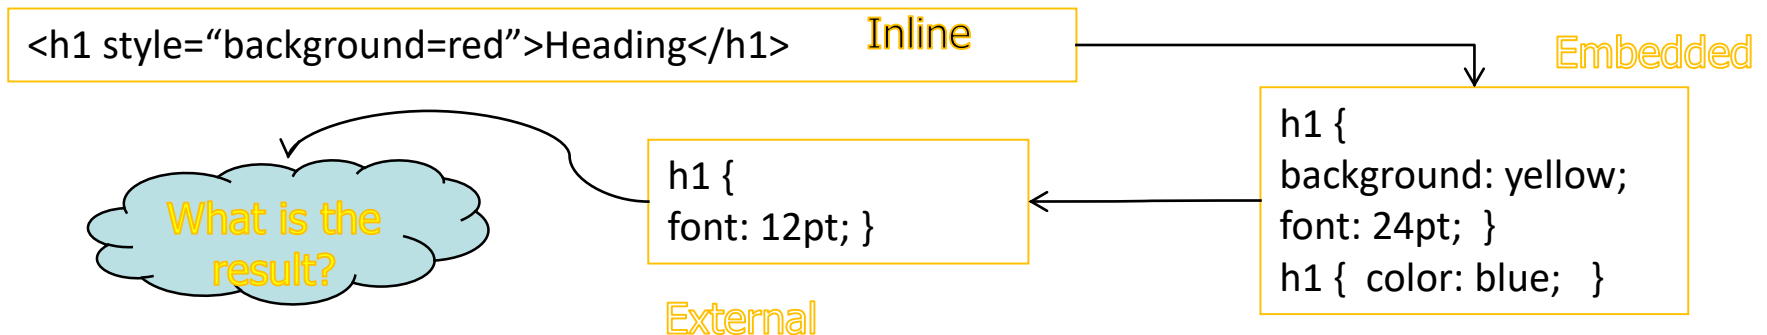 <h1 style=“background=red”>Heading</h1>
Inline
Embedded
h1 {
background: yellow;
font: 24pt;  }
h1 {  color: blue;   }
h1 {
font: 12pt; }
External
What is the
result?